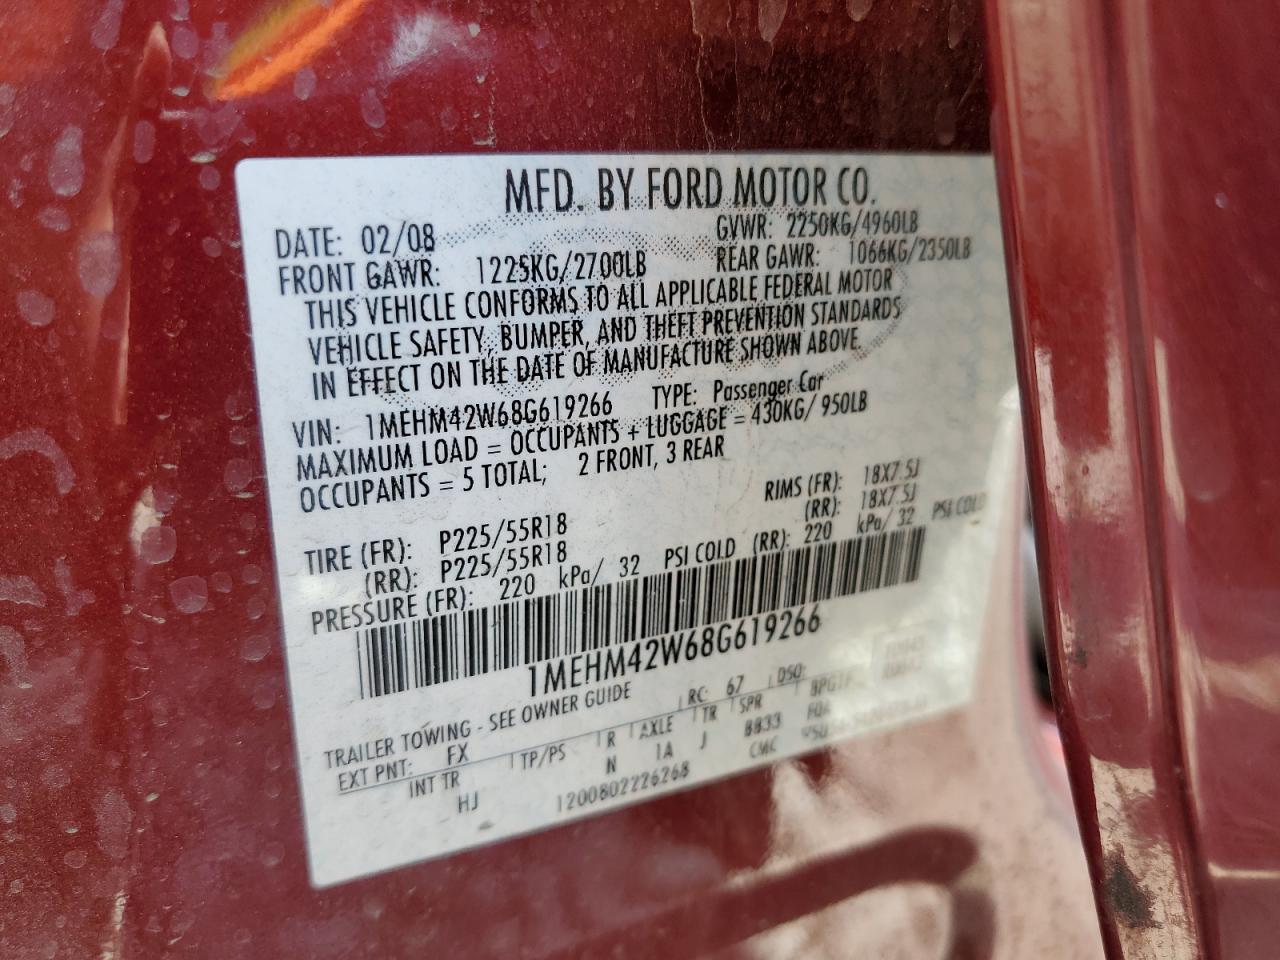 MFD. BY FORD MOTOR CO.
DATE: 02/08 GVWR: 2250KG/4960LB
FRONT GAWR: 1225KG/2700LB REAR GAWR: 1066KG/2350LB
THIS VEHICLE CONFORMS TO ALL APPLICABLE FEDERAL MOTOR
VEHICLE SAFETY, BUMPER, AND THEFT PREVENTION STANDARDS
IN EFFECT ON THE DATE OF MANUFACTURE SHOWN ABOVE.
VIN: 1MEHM42W68G619266 TYPE: Passenger Car
MAXIMUM LOAD = OCCUPANTS + LUGGAGE = 430KG/ 950LB
OCCUPANTS = 5 TOTAL; 2 FRONT, 3 REAR
TIRE (FR): P225/55R18 RIMS (FR): 18X7.5J
(RR): P225/55R18 (RR): 18X7.5J
PRESSURE (FR): 220 kPa/ 32 PSI COLD (RR): 220 kPa/ 32 PSI COLD
1MEHM42W68G619266
TRAILER TOWING - SEE OWNER GUIDE
EXT PNT: FX RC: 67 DSO:
INT TR TP/PS R AXLE TR SPR
HJ N 1A J BB33
1200802226268 CMC